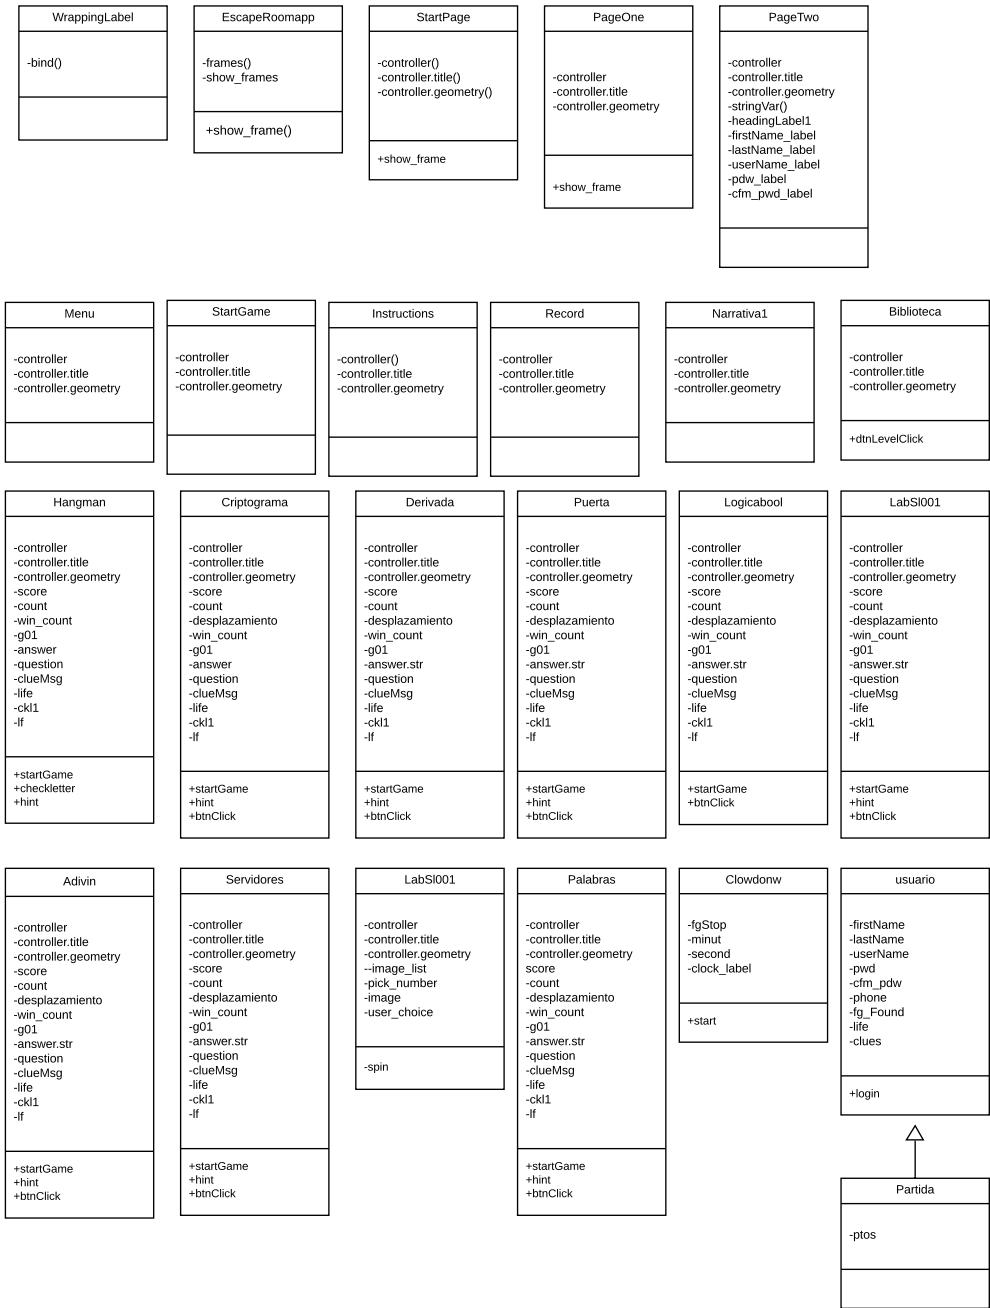 WrappingLabel
-bind()
EscapeRoomapp
-frames()
-show_frames
+show_frame()
StartPage
-controller()
-controller.title()
-controller.geometry()
+show_frame
PageOne
-controller
-controller.title
-controller.geometry
+show_frame
PageTwo
-controller
-controller.title
-controller.geometry
-stringVar()
-headingLabel1
-firstName_label
-lastName_label
-userName_label
-pdw_label
-cfm_pwd_label
Menu
-controller
-controller.title
-controller.geometry
StartGame
-controller
-controller.title
-controller.geometry
Instructions
-controller()
-controller.title
-controller.geometry
Record
-controller
-controller.title
-controller.geometry
Narrativa1
-controller
-controller.title
-controller.geometry
Biblioteca
-controller
-controller.title
-controller.geometry
+dtnLevelClick
Hangman
-controller
-controller.title
-controller.geometry
-score
-count
-win_count
-g01
-answer
-question
-clueMsg
-life
-ckl1
-lf
+startGame
+checkletter
+hint
Criptograma
-controller
-controller.title
-controller.geometry
-score
-count
-desplazamiento
-win_count
-g01
-answer
-question
-clueMsg
-life
-ckl1
-lf
+startGame
+hint
+btnClick
Derivada
-controller
-controller.title
-controller.geometry
-score
-count
-desplazamiento
-win_count
-g01
-answer.str
-question
-clueMsg
-life
-ckl1
-lf
+startGame
+hint
+btnClick
Puerta
-controller
-controller.title
-controller.geometry
-score
-count
-desplazamiento
-win_count
-g01
-answer.str
-question
-clueMsg
-life
-ckl1
-lf
+startGame
+hint
+btnClick
Logicabool
-controller
-controller.title
-controller.geometry
-score
-count
-desplazamiento
-win_count
-g01
-answer.str
-question
-clueMsg
-life
-ckl1
-lf
+startGame
+btnClick
LabSl001
-controller
-controller.title
-controller.geometry
-score
-count
-desplazamiento
-win_count
-g01
-answer.str
-question
-clueMsg
-life
-ckl1
-lf
+startGame
+hint
+btnClick
Adivin
-controller
-controller.title
-controller.geometry
-score
-count
-desplazamiento
-win_count
-g01
-answer.str
-question
-clueMsg
-life
-ckl1
-lf
+startGame
+hint
+btnClick
Servidores
-controller
-controller.title
-controller.geometry
-score
-count
-desplazamiento
-win_count
-g01
-answer.str
-question
-clueMsg
-life
-ckl1
-lf
+startGame
+hint
+btnClick
LabSl001
-controller
-controller.title
-controller.geometry
--image_list
-pick_number
-image
-user_choice
-spin
Palabras
-controller
-controller.title
-controller.geometry
score
-count
-desplazamiento
-win_count
-g01
-answer.str
-question
-clueMsg
-life
-ckl1
-lf
+startGame
+hint
+btnClick
Clowdonw
-fgStop
-minut
-second
-clock_label
+start
usuario
-firstName
-lastName
-userName
-pwd
-cfm_pdw
-phone
-fg_Found
-life
-clues
+login
Partida
-ptos